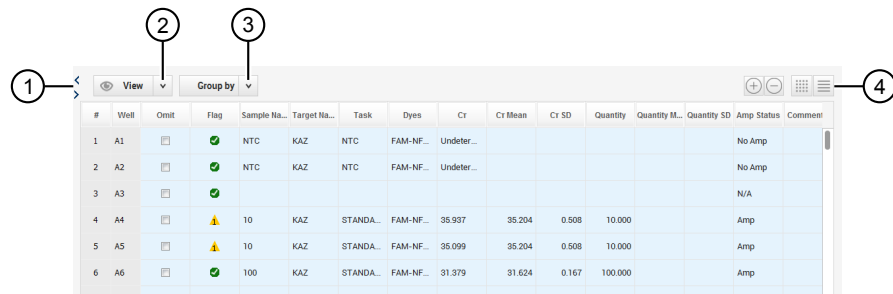 2 3
1 View Group by 4
# Well Omit Flag Sample Na... Target Na... Task Dyes Cт Cт Mean Cт SD Quantity Quantity M... Quantity SD Amp Status Comment
1 A1 NTC KAZ NTC FAM-NF... Undeter... No Amp
2 A2 NTC KAZ NTC FAM-NF... Undeter... No Amp
3 A3 N/A
4 A4 1 10 KAZ STANDA... FAM-NF... 35.937 35.204 0.508 10.000 Amp
5 A5 1 10 KAZ STANDA... FAM-NF... 35.099 35.204 0.508 10.000 Amp
6 A6 100 KAZ STANDA... FAM-NF... 31.379 31.624 0.167 100.000 Amp